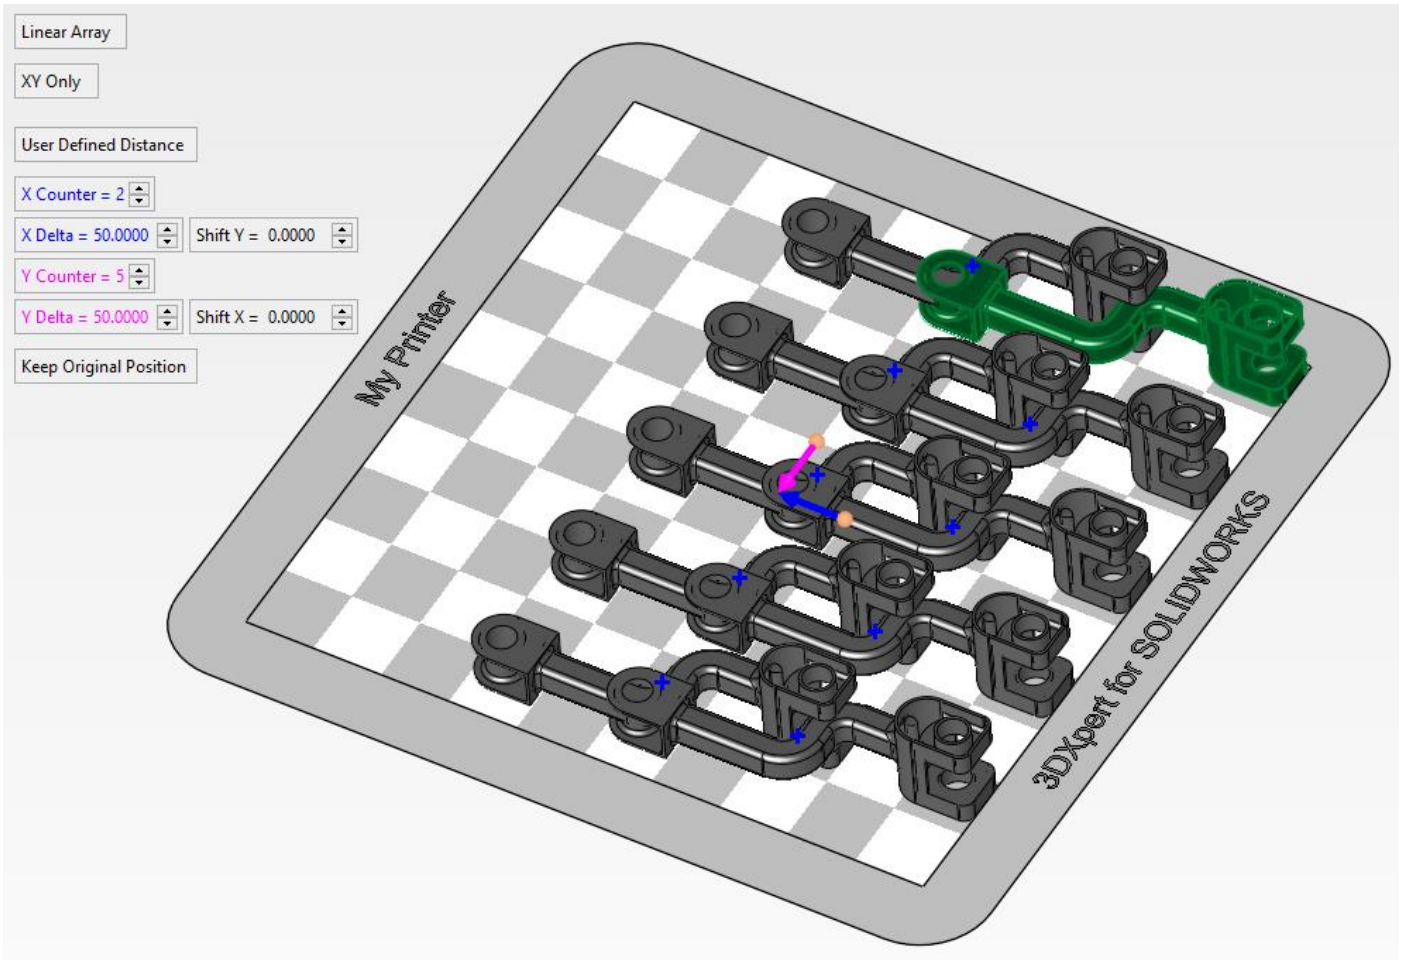 Linear Array
XY Only
User Defined Distance
X Counter = 2
X Delta = 50.0000 Shift Y = 0.0000
Y Counter = 5
Y Delta = 50.0000 Shift X = 0.0000
Keep Original Position
My Printer
3DXpert for SOLIDWORKS